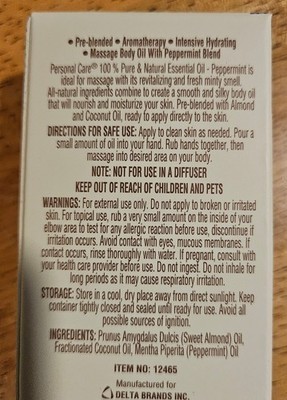 • Pre-blended • Aromatherapy • Intensive Hydrating
• Massage Body Oil With Peppermint Blend
Personal Care® 100 % Pure & Natural Essential Oil - Peppermint is
ideal for massage with its revitalizing and fresh minty smell.
All-natural ingredients combine to create a smooth and silky body oil
that will nourish and moisturize your skin. Pre-blended with Almond
and Coconut Oil, ready to apply directly to the skin.
DIRECTIONS FOR SAFE USE: Apply to clean skin as needed. Pour a
small amount of oil into your hand. Rub hands together, then
massage into desired area on your body.
NOTE: NOT FOR USE IN A DIFFUSER
KEEP OUT OF REACH OF CHILDREN AND PETS
WARNINGS: For external use only. Do not apply to broken or irritated
skin. For topical use, rub a very small amount on the inside of your
elbow area to test for any allergic reaction before use, discontinue if
irritation occurs. Avoid contact with eyes, mucous membranes. If
contact occurs, rinse thoroughly with water. If pregnant, consult with
your health care provider before use. Do not ingest. Do not inhale for
long periods as it may cause respiratory irritation.
STORAGE: Store in a cool, dry place away from direct sunlight. Keep
container tightly closed and sealed until ready for use. Avoid all
possible sources of ignition.
INGREDIENTS: Prunus Amygdalus Dulcis (Sweet Almond) Oil,
Fractionated Coconut Oil, Mentha Piperita (Peppermint) Oil
ITEM NO: 12465
Manufactured for
DELTA BRANDS INC.